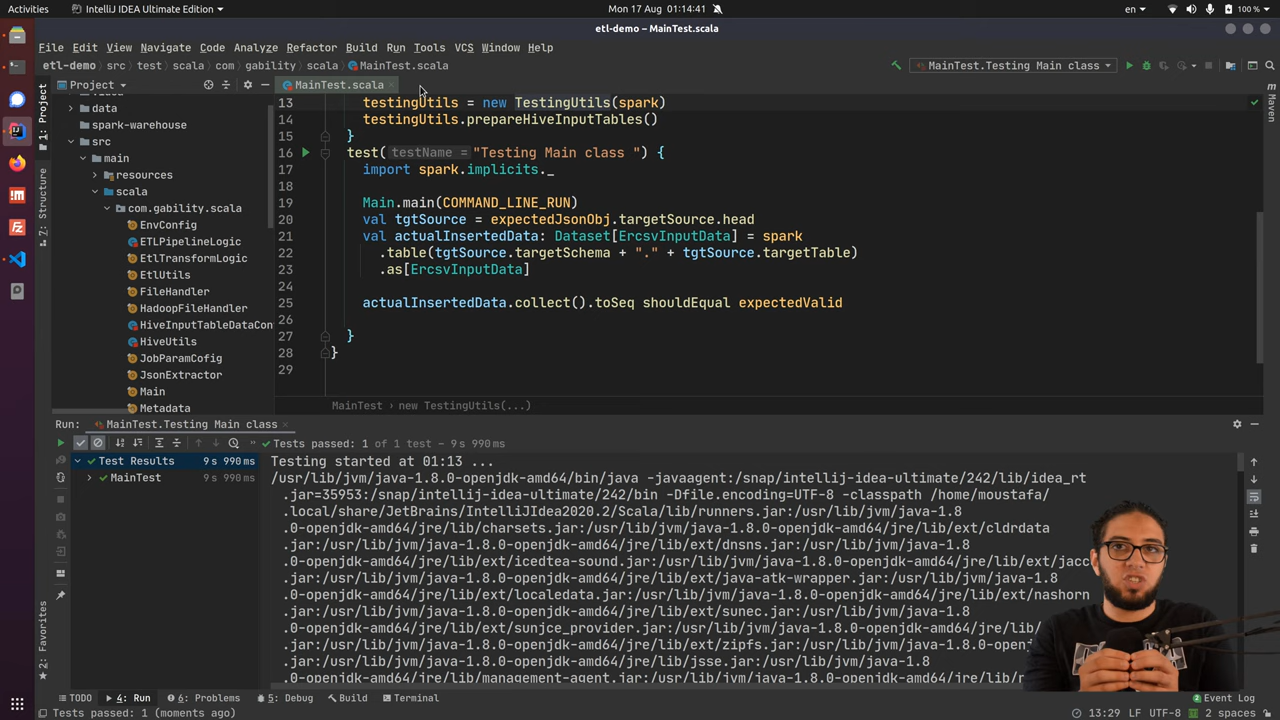 Activities
IntelliJ IDEA Ultimate Edition
Mon 17 Aug 01:14:41
en
100 %
etl-demo – MainTest.scala
File Edit View Navigate Code Analyze Refactor Build Run Tools VCS Window Help
etl-demo › src › test › scala › com › gability › scala › MainTest.scala
MainTest.Testing Main class
1: Project
7: Structure
2: Favorites
Maven
Project
data
spark-warehouse
src
main
resources
scala
com.gability.scala
EnvConfig
ETLPipelineLogic
EtlTransformLogic
EtlUtils
FileHandler
HadoopFileHandler
HiveInputTableDataCon
HiveUtils
JobParamCofig
JsonExtractor
Main
Metadata
MainTest.scala
13 testingUtils = new TestingUtils(spark)
14 testingUtils.prepareHiveInputTables()
15 }
16 test( testName = "Testing Main class ") {
17 import spark.implicits._
18
19 Main.main(COMMAND_LINE_RUN)
20 val tgtSource = expectedJsonObj.targetSource.head
21 val actualInsertedData: Dataset[ErcsvInputData] = spark
22 .table(tgtSource.targetSchema + "." + tgtSource.targetTable)
23 .as[ErcsvInputData]
24
25 actualInsertedData.collect().toSeq shouldEqual expectedValid
26
27 }
28 }
29
MainTest › new TestingUtils(...)
Run: MainTest.Testing Main class
Tests passed: 1 of 1 test – 9 s 990 ms
Test Results 9 s 990 ms
MainTest 9 s 990 ms
Testing started at 01:13 ...
/usr/lib/jvm/java-1.8.0-openjdk-amd64/bin/java -javaagent:/snap/intellij-idea-ultimate/242/lib/idea_rt
.jar=35953:/snap/intellij-idea-ultimate/242/bin -Dfile.encoding=UTF-8 -classpath /home/moustafa/
.local/share/JetBrains/IntelliJIdea2020.2/Scala/lib/runners.jar:/usr/lib/jvm/java-1.8
.0-openjdk-amd64/jre/lib/charsets.jar:/usr/lib/jvm/java-1.8.0-openjdk-amd64/jre/lib/ext/cldrdata
.jar:/usr/lib/jvm/java-1.8.0-openjdk-amd64/jre/lib/ext/dnsns.jar:/usr/lib/jvm/java-1.8
.0-openjdk-amd64/jre/lib/ext/icedtea-sound.jar:/usr/lib/jvm/java-1.8.0-openjdk-amd64/jre/lib/ext/jacc
.jar:/usr/lib/jvm/java-1.8.0-openjdk-amd64/jre/lib/ext/java-atk-wrapper.jar:/usr/lib/jvm/java-1.8
.0-openjdk-amd64/jre/lib/ext/localedata.jar:/usr/lib/jvm/java-1.8.0-openjdk-amd64/jre/lib/ext/nashorn
.jar:/usr/lib/jvm/java-1.8.0-openjdk-amd64/jre/lib/ext/sunec.jar:/usr/lib/jvm/java-1.8
.0-openjdk-amd64/jre/lib/ext/sunjce_provider.jar:/usr/lib/jvm/java-1.8.0-openjdk-amd64/jre/lib/
.jar:/usr/lib/jvm/java-1.8.0-openjdk-amd64/jre/lib/ext/zipfs.jar:/usr/lib/jvm/java-1.8.0-openjd
.0-openjdk-amd64/jre/lib/jsse.jar:/usr/lib/jvm/java-1.8
.0-openjdk-amd64/jre/lib/management-agent.jar:/usr/lib/jvm/java-1.8.0-openjdk-amd64/jre/lib/r
TODO 4: Run 6: Problems 5: Debug Build Terminal Event Log
Tests passed: 1 (moments ago)
13:29 LF UTF-8 2 spaces